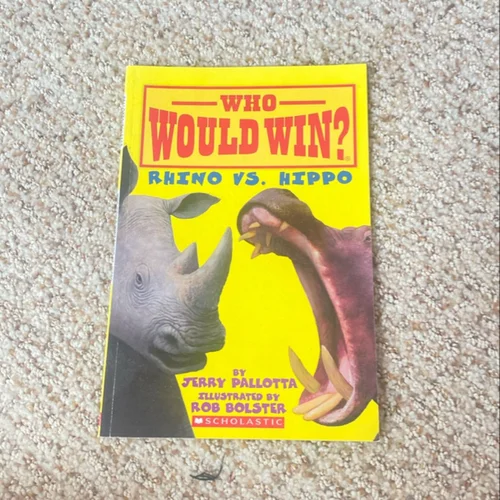 WHO
WOULD WIN?®
RHINO VS. HIPPO
BY
JERRY PALLOTTA
ILLUSTRATED BY
ROB BOLSTER
SCHOLASTIC